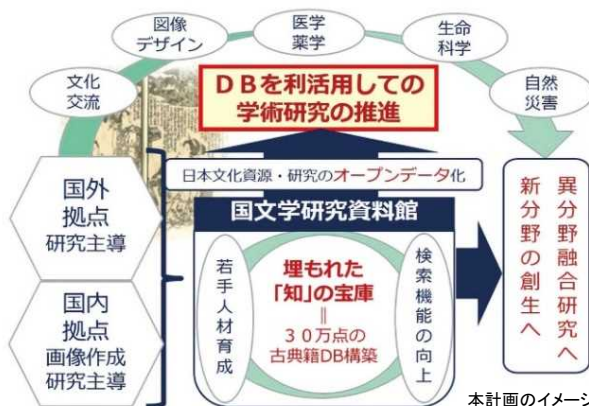 図像
デザイン
医学
薬学
生命
科学
文化
交流
自然
災害
DBを利活用しての
学術研究の推進
日本文化資源・研究のオープンデータ化
国文学研究資料館
国外
拠点
研究主導
国内
拠点
画像作成
研究主導
若手人材育成
埋もれた
「知」の宝庫
||
30万点の
古典籍DB構築
検索機能の向上
異分野融合研究へ
新分野の創生へ
本計画のイメージ